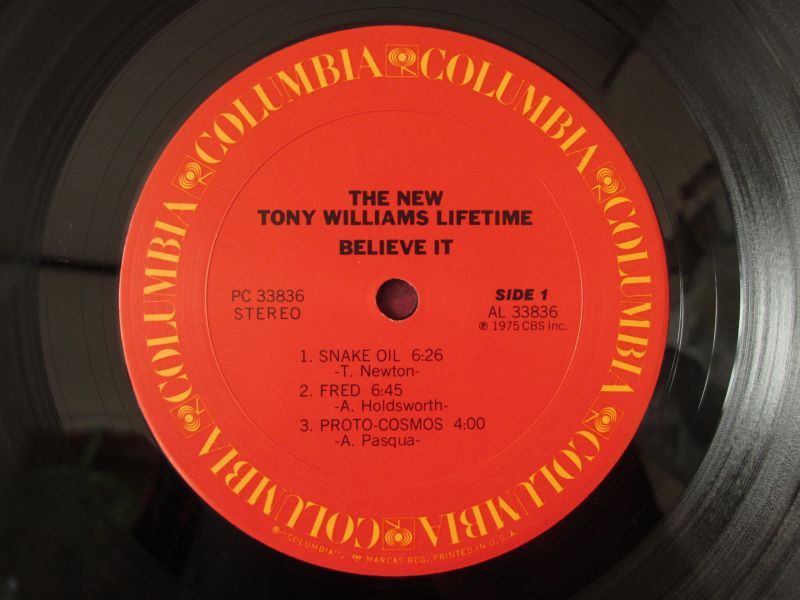 COLUMBIA COLUMBIA COLUMBIA COLUMBIA COLUMBIA COLUMBIA
THE NEW
TONY WILLIAMS LIFETIME
BELIEVE IT
PC 33836
STEREO
SIDE 1
AL 33836
℗ 1975 CBS Inc.
1. SNAKE OIL 6:26
-T. Newton-
2. FRED 6:45
-A. Holdsworth-
3. PROTO-COSMOS 4:00
-A. Pasqua-
®-"COLUMBIA", MARCAS REG. PRINTED IN U.S.A.